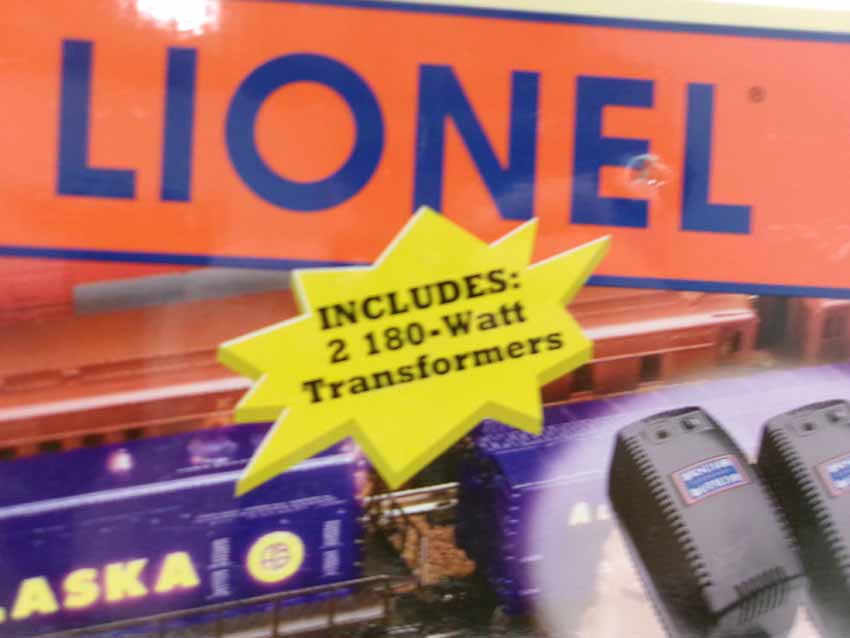 LIONEL®
INCLUDES:
2 180-Watt
Transformers
LASKA